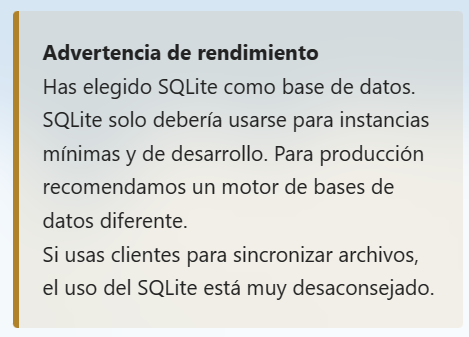 Advertencia de rendimiento
Has elegido SQLite como base de datos.
SQLite solo debería usarse para instancias
mínimas y de desarrollo. Para producción
recomendamos un motor de bases de
datos diferente.
Si usas clientes para sincronizar archivos,
el uso del SQLite está muy desaconsejado.